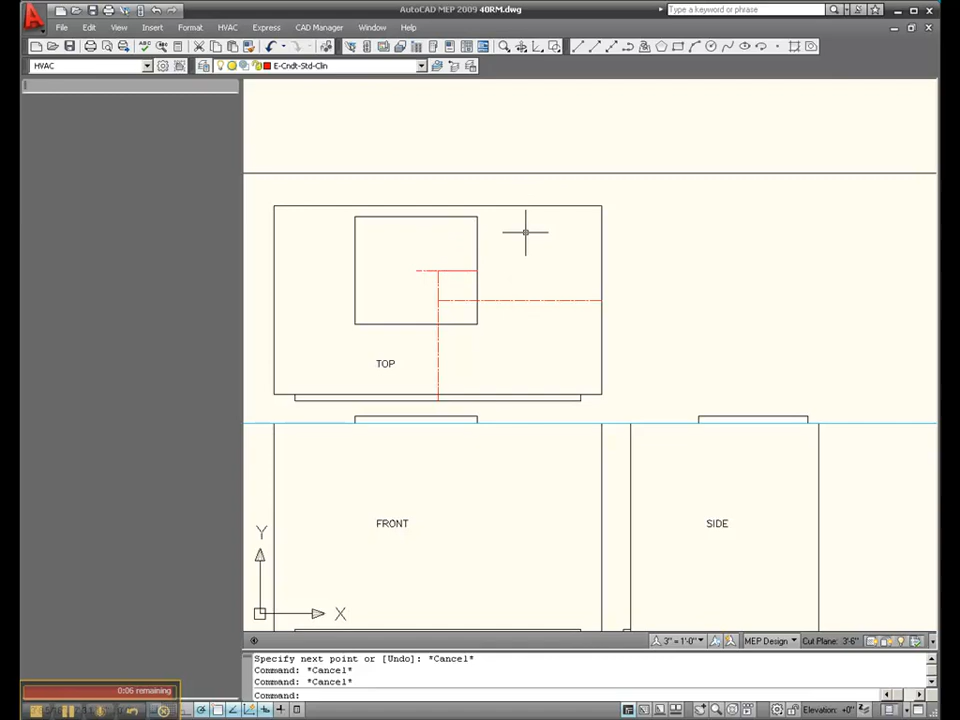 AutoCAD MEP 2009 40RM.dwg
Type a keyword or phrase
File Edit View Insert Format HVAC Express CAD Manager Window Help
HVAC
E-Cndt-Std-Clin
TOP
FRONT
SIDE
Y
X
3" = 1'-0"
MEP Design
Cut Plane: 3'-6"
Specify next point or [Undo]: *Cancel*
Command: *Cancel*
Command: *Cancel*
Command:
0:06 remaining
Elevation: +0"